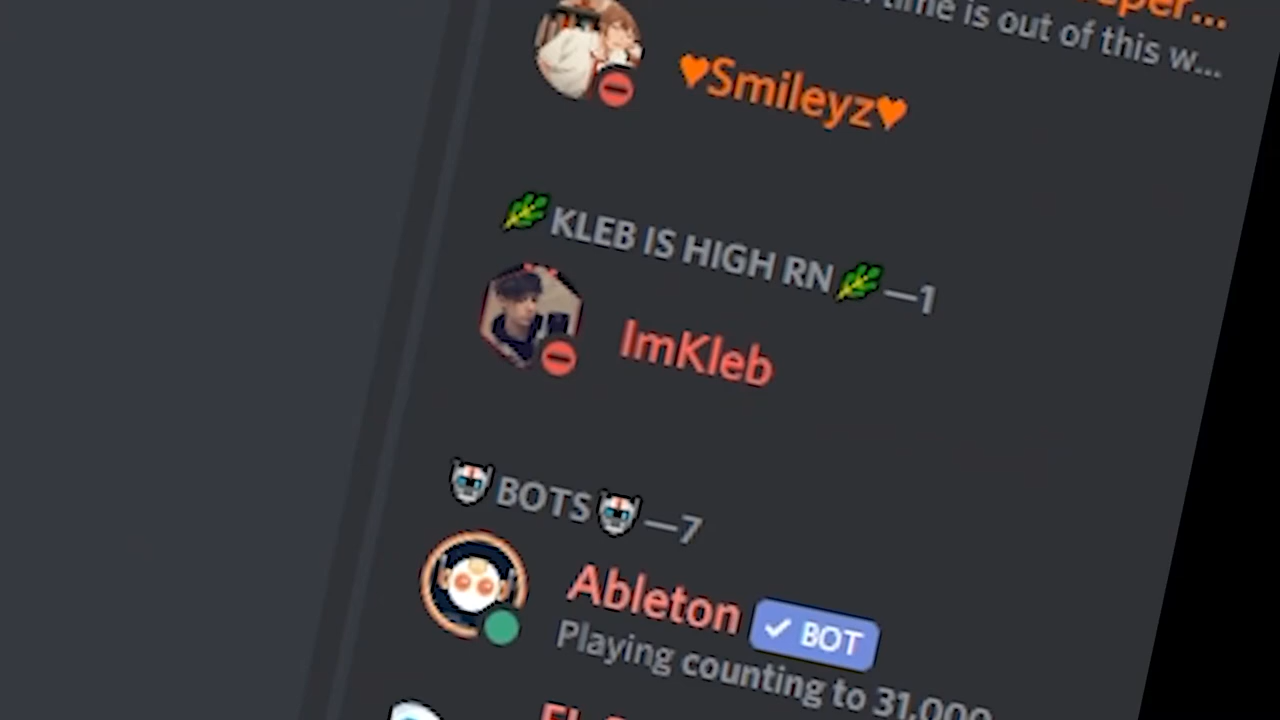 time is out of this w...
♥Smileyz♥
🌿KLEB IS HIGH RN🌿—1
ImKleb
🤖BOTS🤖—7
Ableton ✓ BOT
Playing counting to 31,000